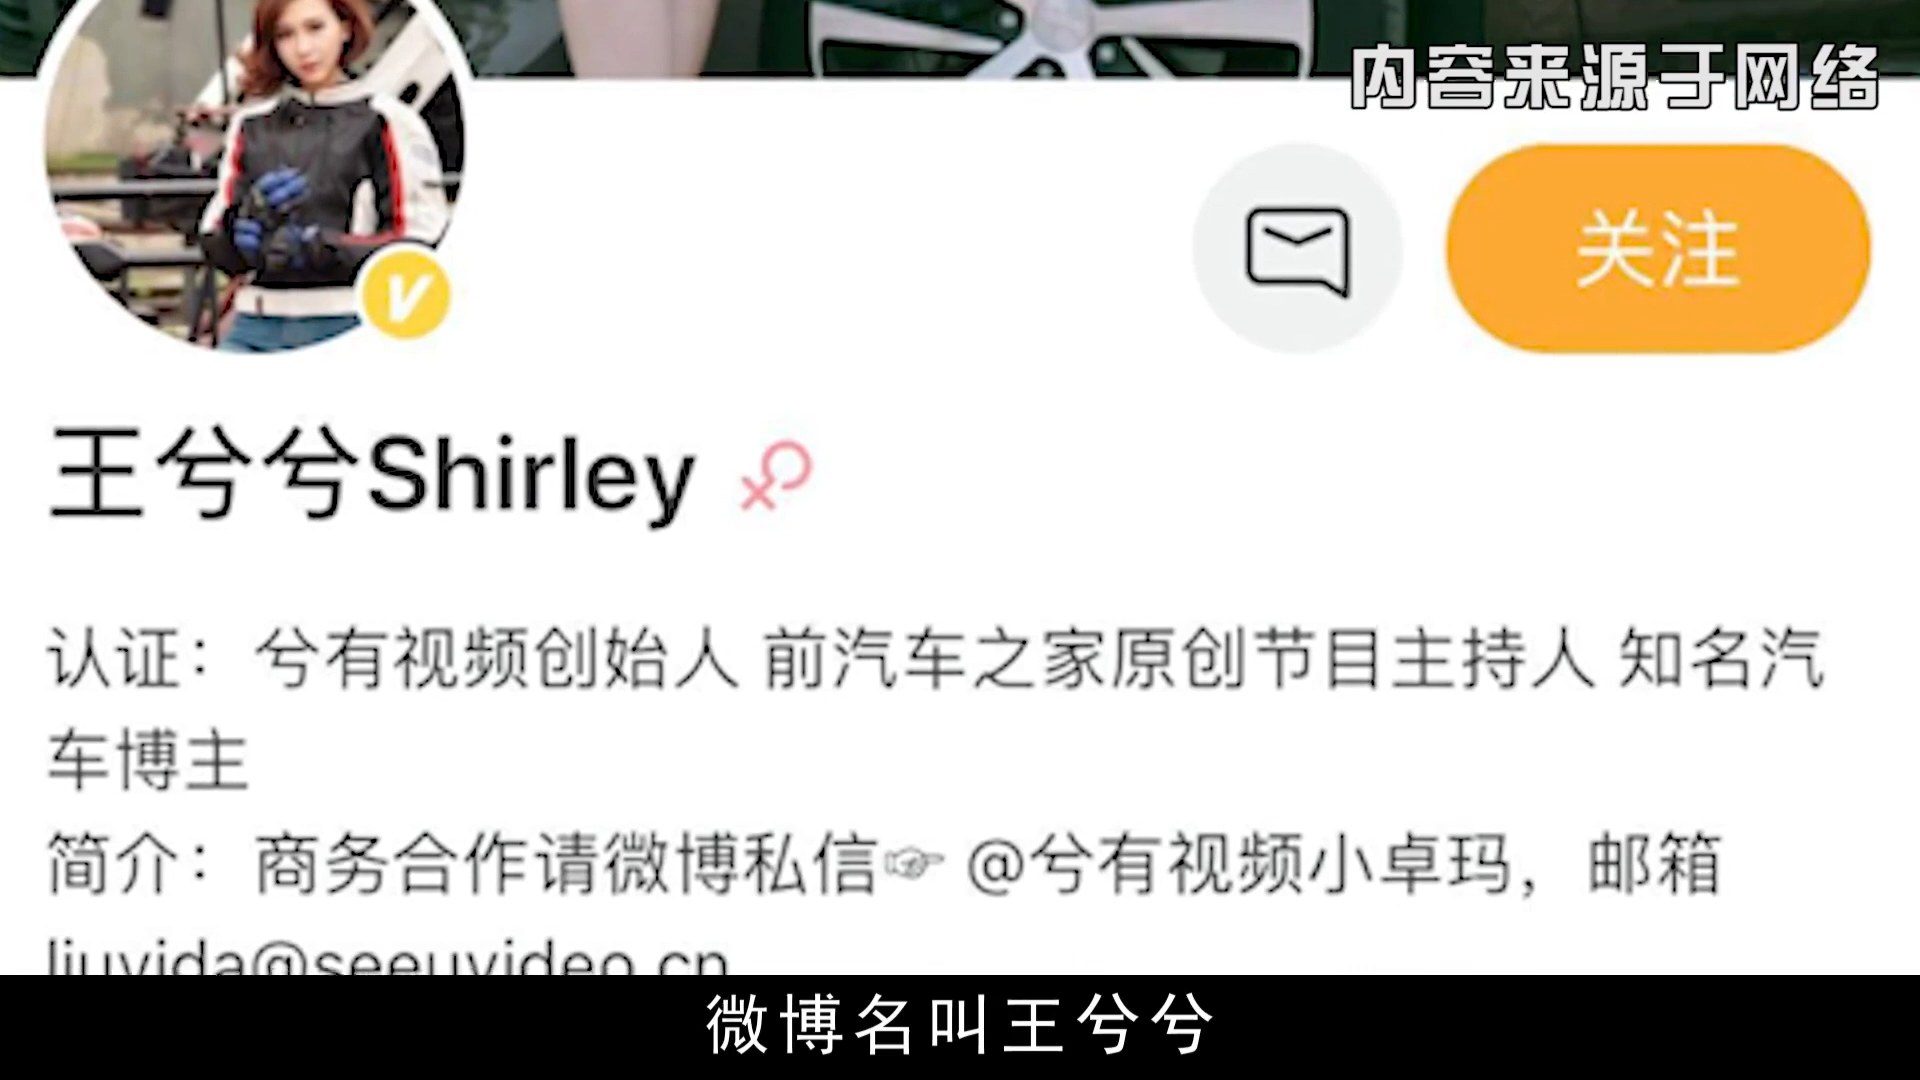 内容来源于网络
关注
王兮兮Shirley
认证：兮有视频创始人 前汽车之家原创节目主持人 知名汽
车博主
简介：商务合作请微博私信👉 @兮有视频小卓玛，邮箱
liuyida@seeuvideo.cn
微博名叫王兮兮